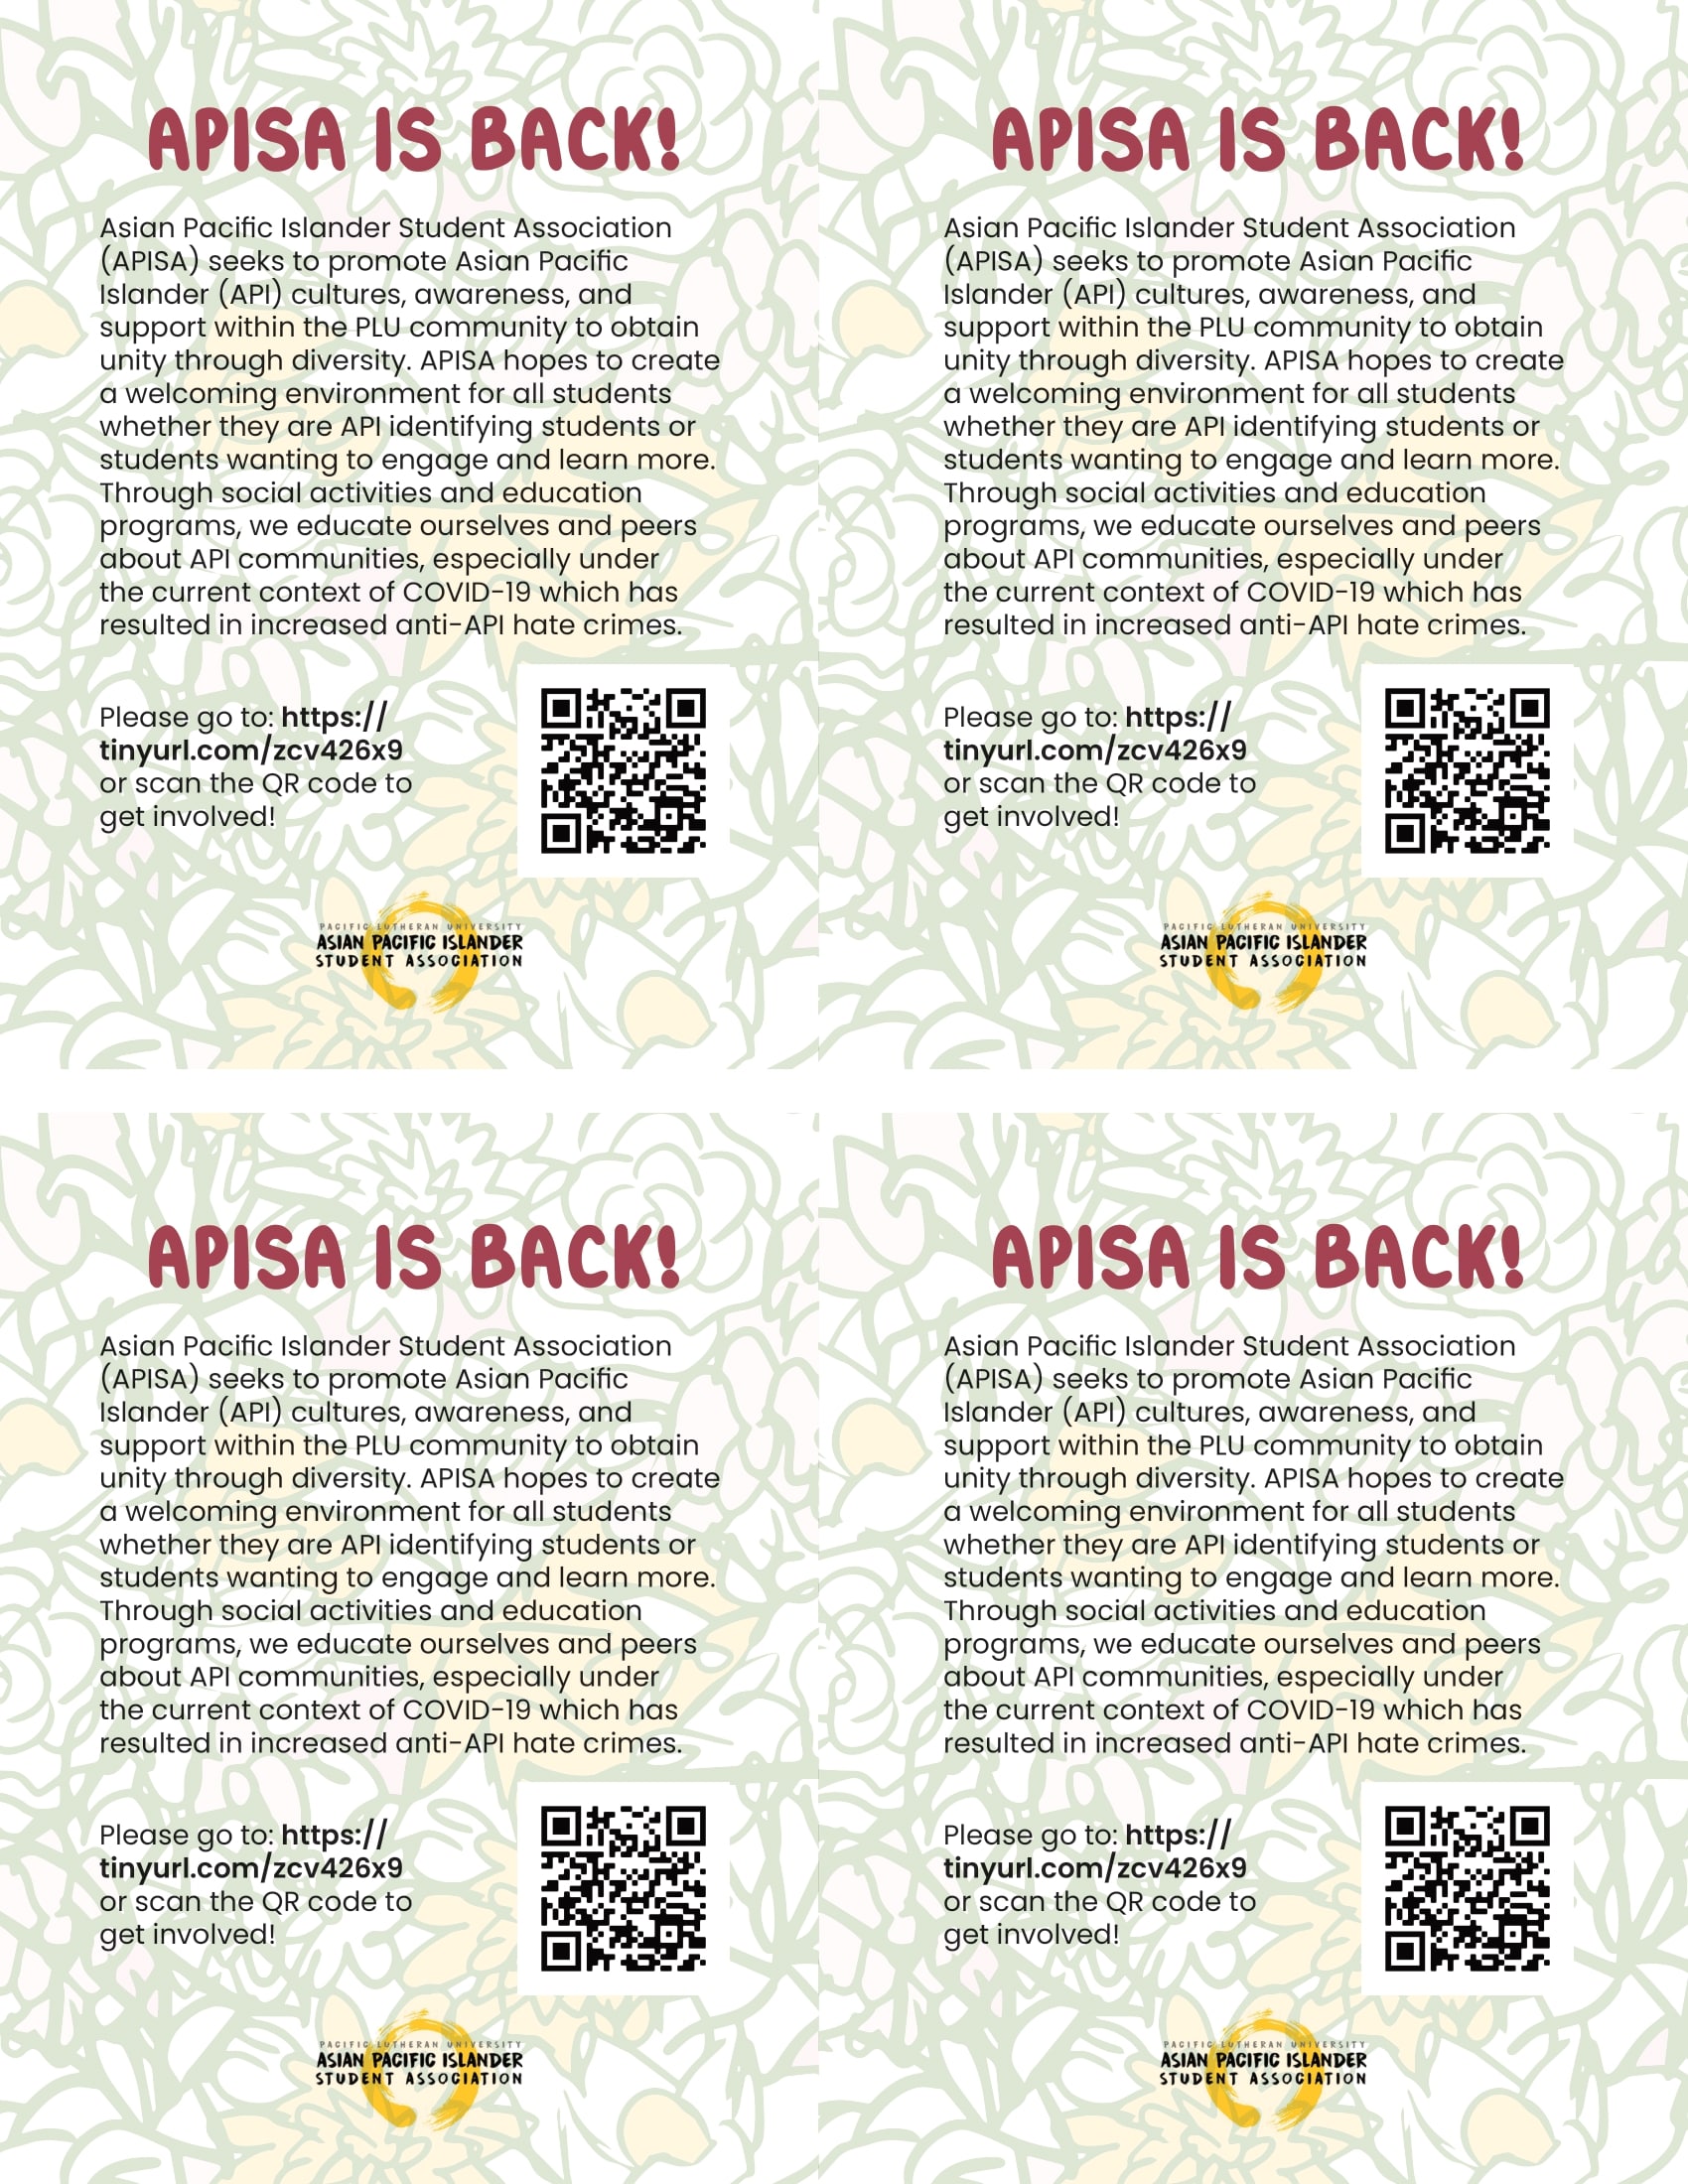 APISA IS BACK!
Asian Pacific Islander Student Association
(APISA) seeks to promote Asian Pacific
Islander (API) cultures, awareness, and
support within the PLU community to obtain
unity through diversity. APISA hopes to create
a welcoming environment for all students
whether they are API identifying students or
students wanting to engage and learn more.
Through social activities and education
programs, we educate ourselves and peers
about API communities, especially under
the current context of COVID-19 which has
resulted in increased anti-API hate crimes.
Please go to: https://
tinyurl.com/zcv426x9
or scan the QR code to
get involved!
PACIFIC LUTHERAN UNIVERSITY
ASIAN PACIFIC ISLANDER
STUDENT ASSOCIATION
APISA IS BACK!
Asian Pacific Islander Student Association
(APISA) seeks to promote Asian Pacific
Islander (API) cultures, awareness, and
support within the PLU community to obtain
unity through diversity. APISA hopes to create
a welcoming environment for all students
whether they are API identifying students or
students wanting to engage and learn more.
Through social activities and education
programs, we educate ourselves and peers
about API communities, especially under
the current context of COVID-19 which has
resulted in increased anti-API hate crimes.
Please go to: https://
tinyurl.com/zcv426x9
or scan the QR code to
get involved!
PACIFIC LUTHERAN UNIVERSITY
ASIAN PACIFIC ISLANDER
STUDENT ASSOCIATION
APISA IS BACK!
Asian Pacific Islander Student Association
(APISA) seeks to promote Asian Pacific
Islander (API) cultures, awareness, and
support within the PLU community to obtain
unity through diversity. APISA hopes to create
a welcoming environment for all students
whether they are API identifying students or
students wanting to engage and learn more.
Through social activities and education
programs, we educate ourselves and peers
about API communities, especially under
the current context of COVID-19 which has
resulted in increased anti-API hate crimes.
Please go to: https://
tinyurl.com/zcv426x9
or scan the QR code to
get involved!
PACIFIC LUTHERAN UNIVERSITY
ASIAN PACIFIC ISLANDER
STUDENT ASSOCIATION
APISA IS BACK!
Asian Pacific Islander Student Association
(APISA) seeks to promote Asian Pacific
Islander (API) cultures, awareness, and
support within the PLU community to obtain
unity through diversity. APISA hopes to create
a welcoming environment for all students
whether they are API identifying students or
students wanting to engage and learn more.
Through social activities and education
programs, we educate ourselves and peers
about API communities, especially under
the current context of COVID-19 which has
resulted in increased anti-API hate crimes.
Please go to: https://
tinyurl.com/zcv426x9
or scan the QR code to
get involved!
PACIFIC LUTHERAN UNIVERSITY
ASIAN PACIFIC ISLANDER
STUDENT ASSOCIATION